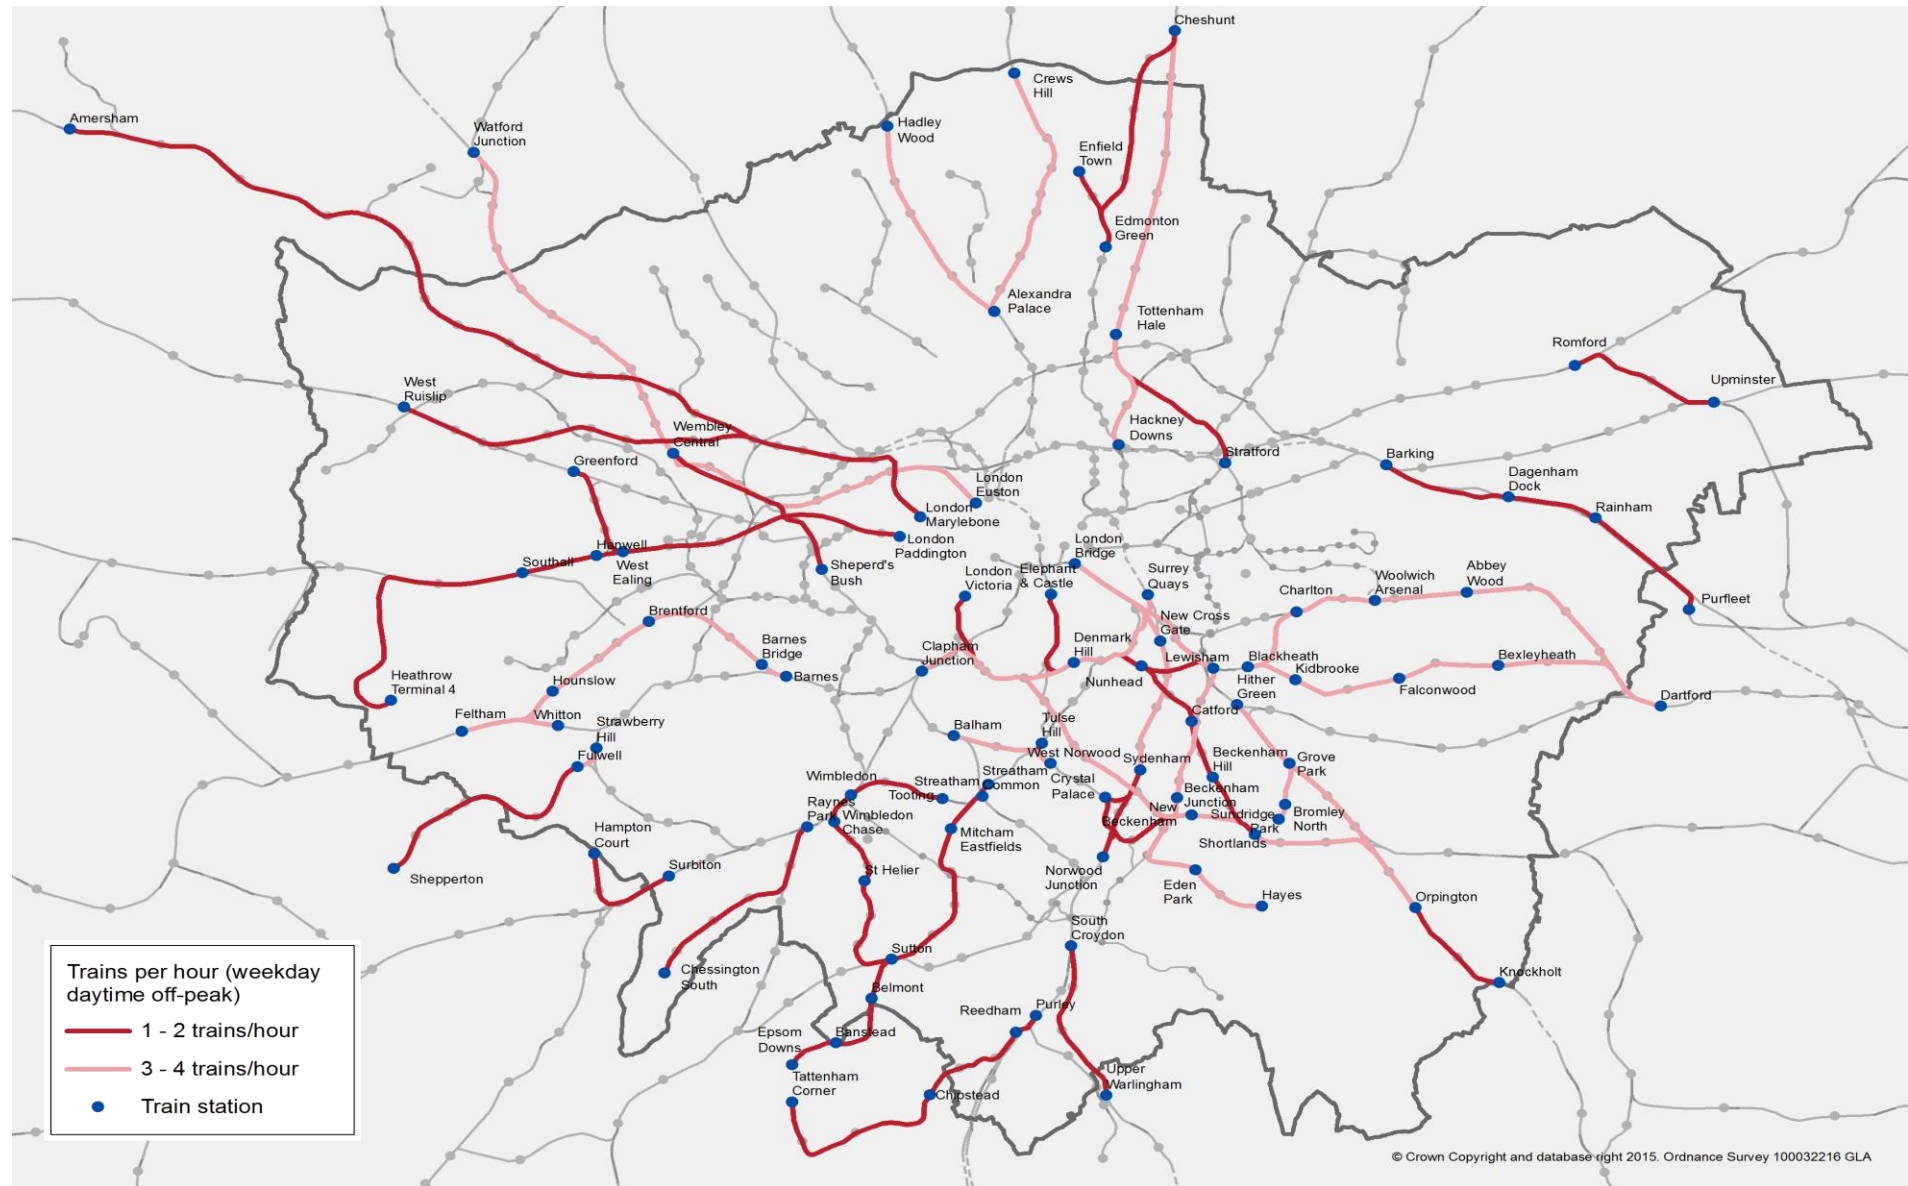 Cheshunt
Crews
Hill
Amersham
Watford
Junction
Hadley
Wood
Enfield
Town
Edmonton
Green
Alexandra
Palace
Tottenham
Hale
Romford
Upminster
West
Ruislip
Wembley
Central
Hackney
Downs
Greenford
Stratford
Barking
Dagenham
Dock
London
Euston
Rainham
London
Marylebone
Hanwell
London
Paddington
London
Bridge
Southall
West
Ealing
Sheperd's
Bush
London
Victoria
Elephant
& Castle
Surrey
Quays
Charlton
Woolwich
Arsenal
Abbey
Wood
Purfleet
Brentford
New Cross
Gate
Barnes
Bridge
Clapham
Junction
Denmark
Hill
Lewisham
Blackheath
Bexleyheath
Heathrow
Terminal 4
Barnes
Nunhead
Hither
Green
Kidbrooke
Falconwood
Hounslow
Dartford
Feltham
Whitton
Strawberry
Hill
Catford
Balham
Tulse
Hill
Fulwell
West Norwood
Sydenham
Beckenham
Hill
Grove
Park
Wimbledon
Streatham
Tooting
Streatham
Common
Crystal
Palace
Beckenham
Junction
Raynes
Park
Wimbledon
Chase
New
Beckenham
Sundridge
Park
Bromley
North
Hampton
Court
Mitcham
Eastfields
Shortlands
Shepperton
Surbiton
St Helier
Norwood
Junction
Eden
Park
Hayes
Orpington
South
Croydon
Sutton
Chessington
South
Knockholt
Belmont
Reedham
Purley
Epsom
Downs
Banstead
Tattenham
Corner
Chipstead
Upper
Warlingham
Trains per hour (weekday
daytime off-peak)
1 - 2 trains/hour
3 - 4 trains/hour
Train station
© Crown Copyright and database right 2015. Ordnance Survey 100032216 GLA